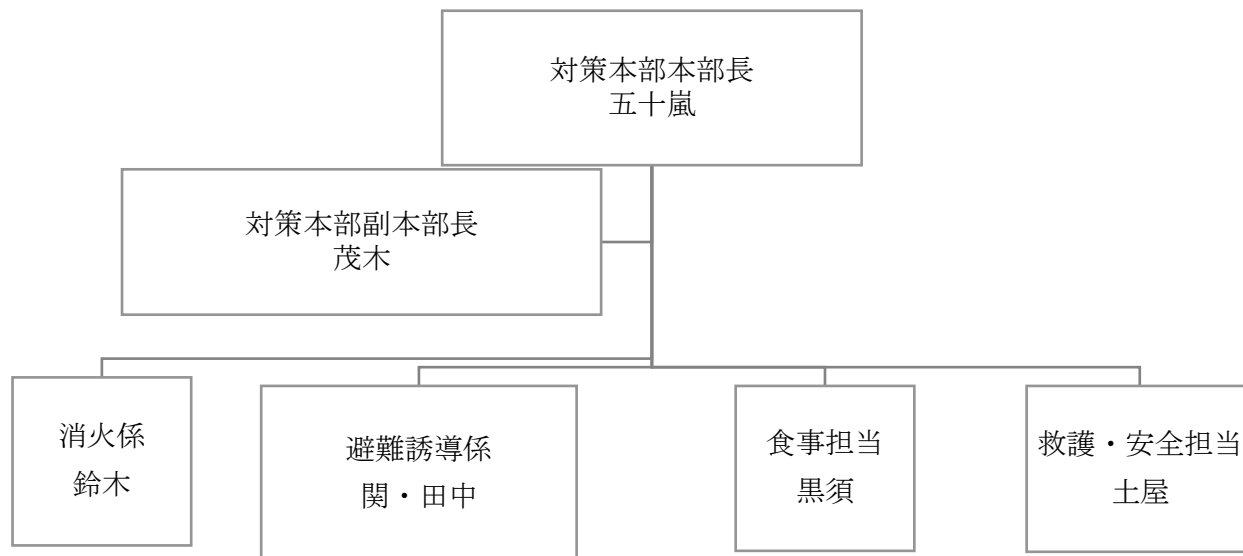 対策本部本部長
五十嵐
対策本部副本部長
茂木
消火係
鈴木
避難誘導係
関・田中
食事担当
黒須
救護・安全担当
土屋